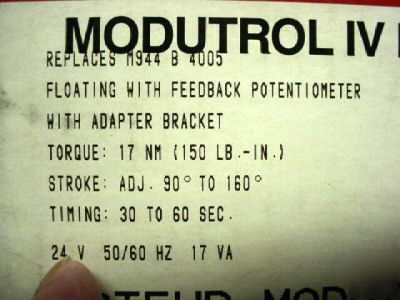 MODUTROL IV
REPLACES M944 B 4005
FLOATING WITH FEEDBACK POTENTIOMETER
WITH ADAPTER BRACKET
TORQUE: 17 NM (150 LB.-IN.)
STROKE: ADJ. 90° TO 160°
TIMING: 30 TO 60 SEC.
24 V 50/60 HZ 17 VA